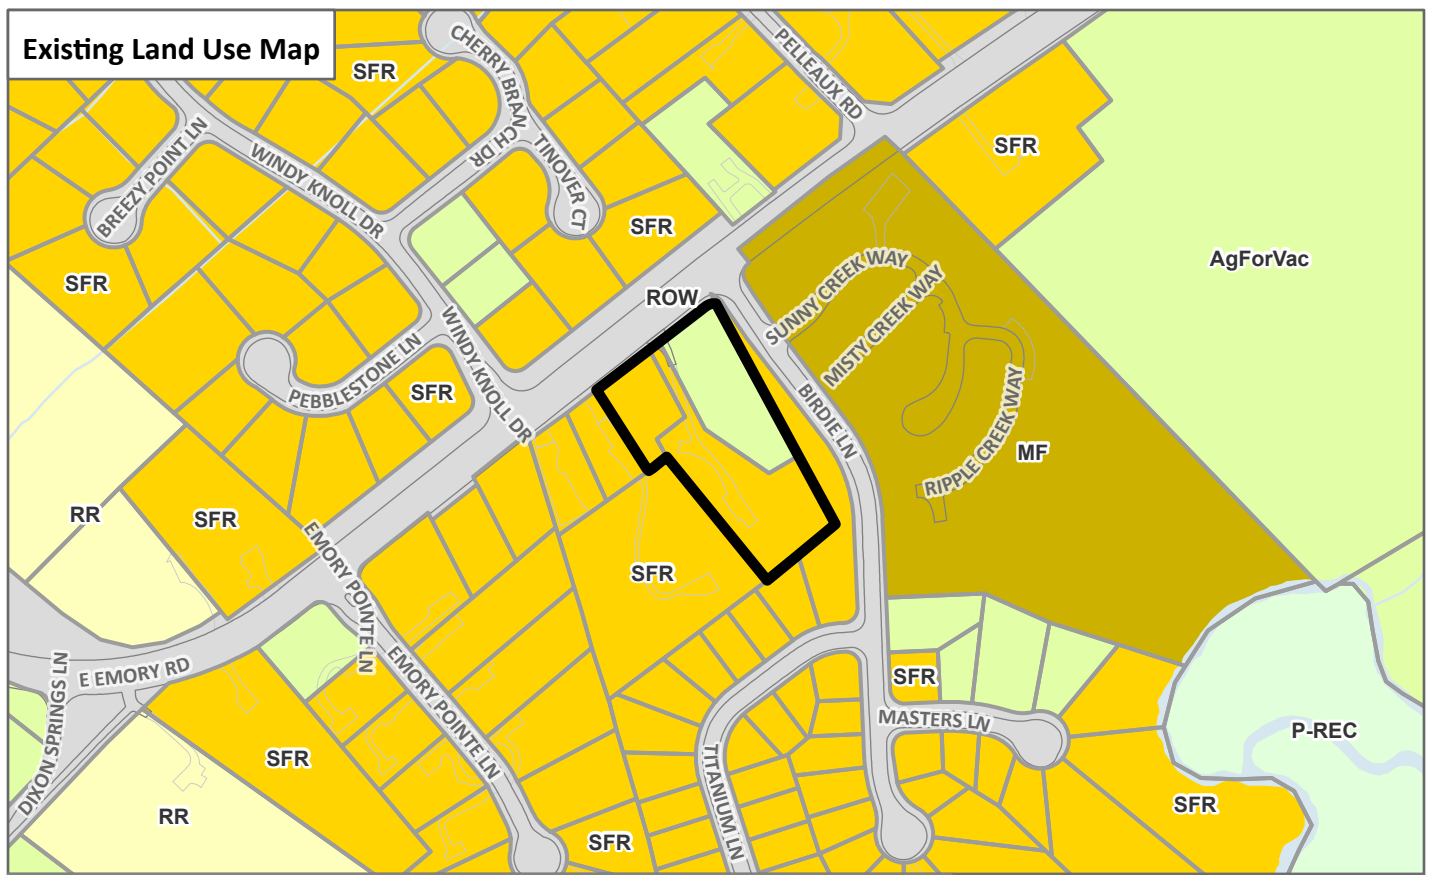 Existing Land Use Map
SFR
CHERRY BRANCH DR
PELLEAUX RD
BREEZY POINT LN
WINDY KNOLL DR
TINOVER CT
SFR
SFR
SFR
AgForVac
ROW
SUNNY CREEK WAY
MISTY CREEK WAY
WINDY KNOLL DR
PEBBLESTONE LN
SFR
BIRDIE LN
RIPPLE CREEK WAY
MF
RR
SFR
EMORY POINTE LN
SFR
E EMORY RD
DIXON SPRINGS LN
EMORY POINTE LN
SFR
MASTERS LN
P-REC
SFR
TITANIUM LN
RR
SFR
SFR